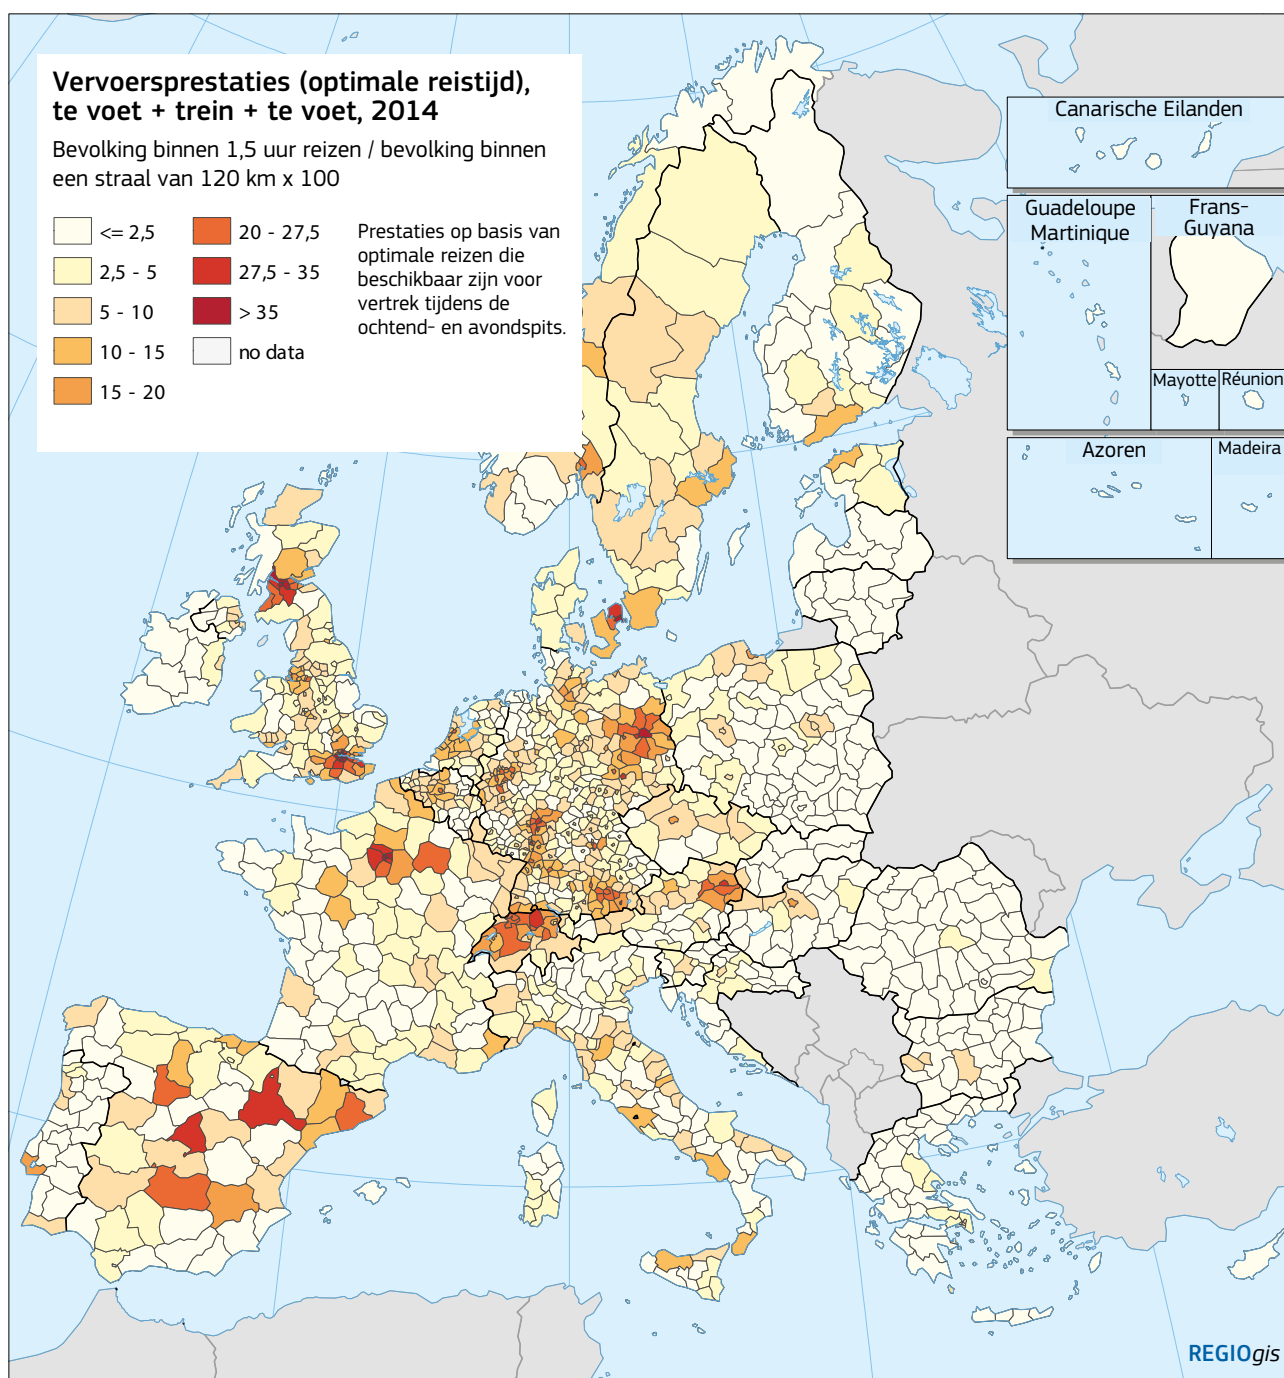 Vervoersprestaties (optimale reistijd),
te voet + trein + te voet, 2014
Bevolking binnen 1,5 uur reizen / bevolking binnen
een straal van 120 km x 100
<= 2,5
2,5 - 5
5 - 10
10 - 15
15 - 20
20 - 27,5
27,5 - 35
> 35
no data
Prestaties op basis van
optimale reizen die
beschikbaar zijn voor
vertrek tijdens de
ochtend- en avondspits.
Canarische Eilanden
Guadeloupe
Martinique
Frans-
Guyana
Mayotte
Réunion
Azoren
Madeira
REGIOgis